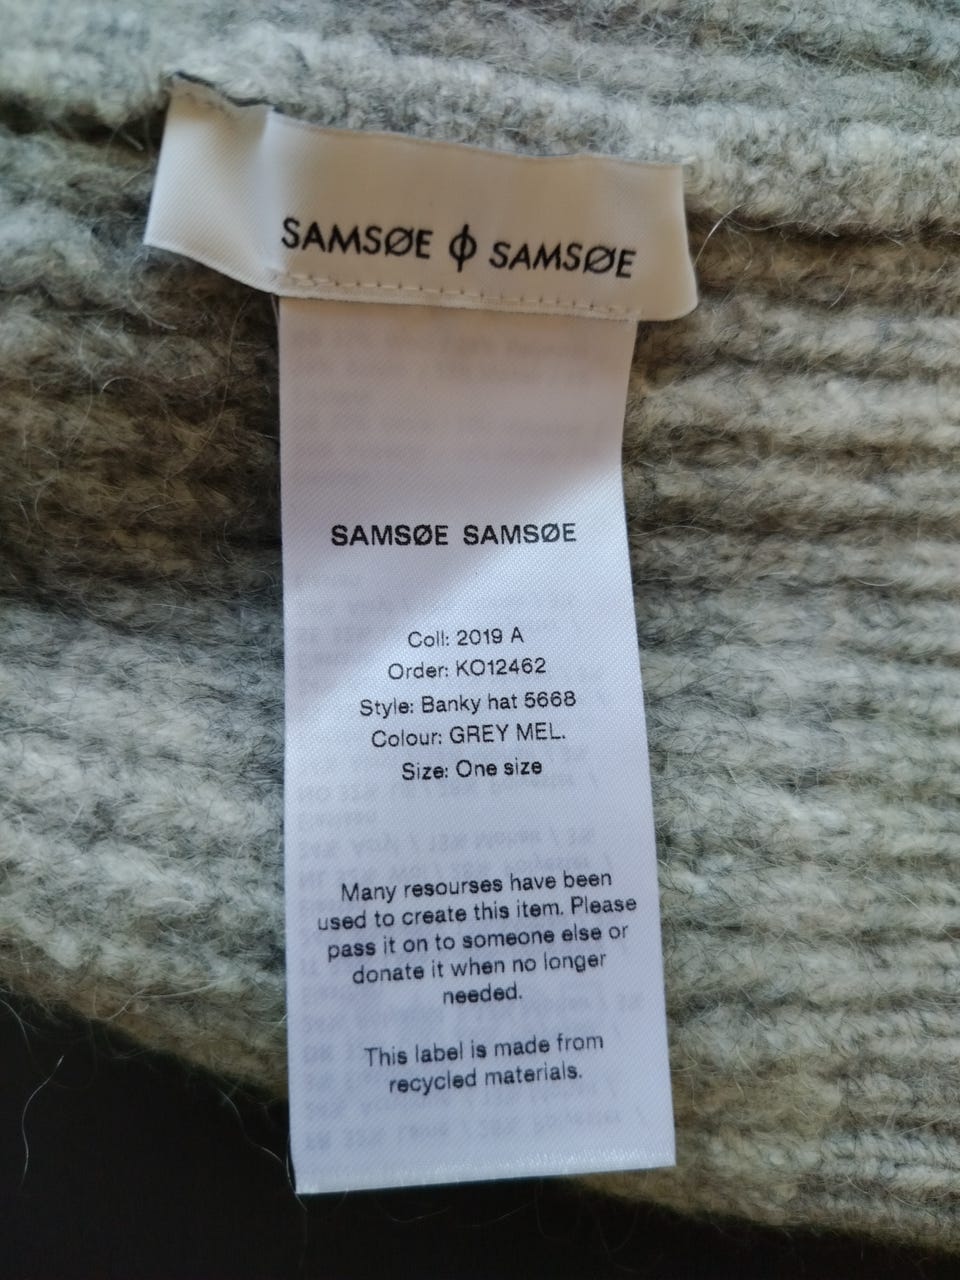 SAMSØE ϕ SAMSØE
SAMSØE SAMSØE
Coll: 2019 A
Order: KO12462
Style: Banky hat 5668
Colour: GREY MEL.
Size: One size
Many resourses have been
used to create this item. Please
pass it on to someone else or
donate it when no longer
needed.
This label is made from
recycled materials.